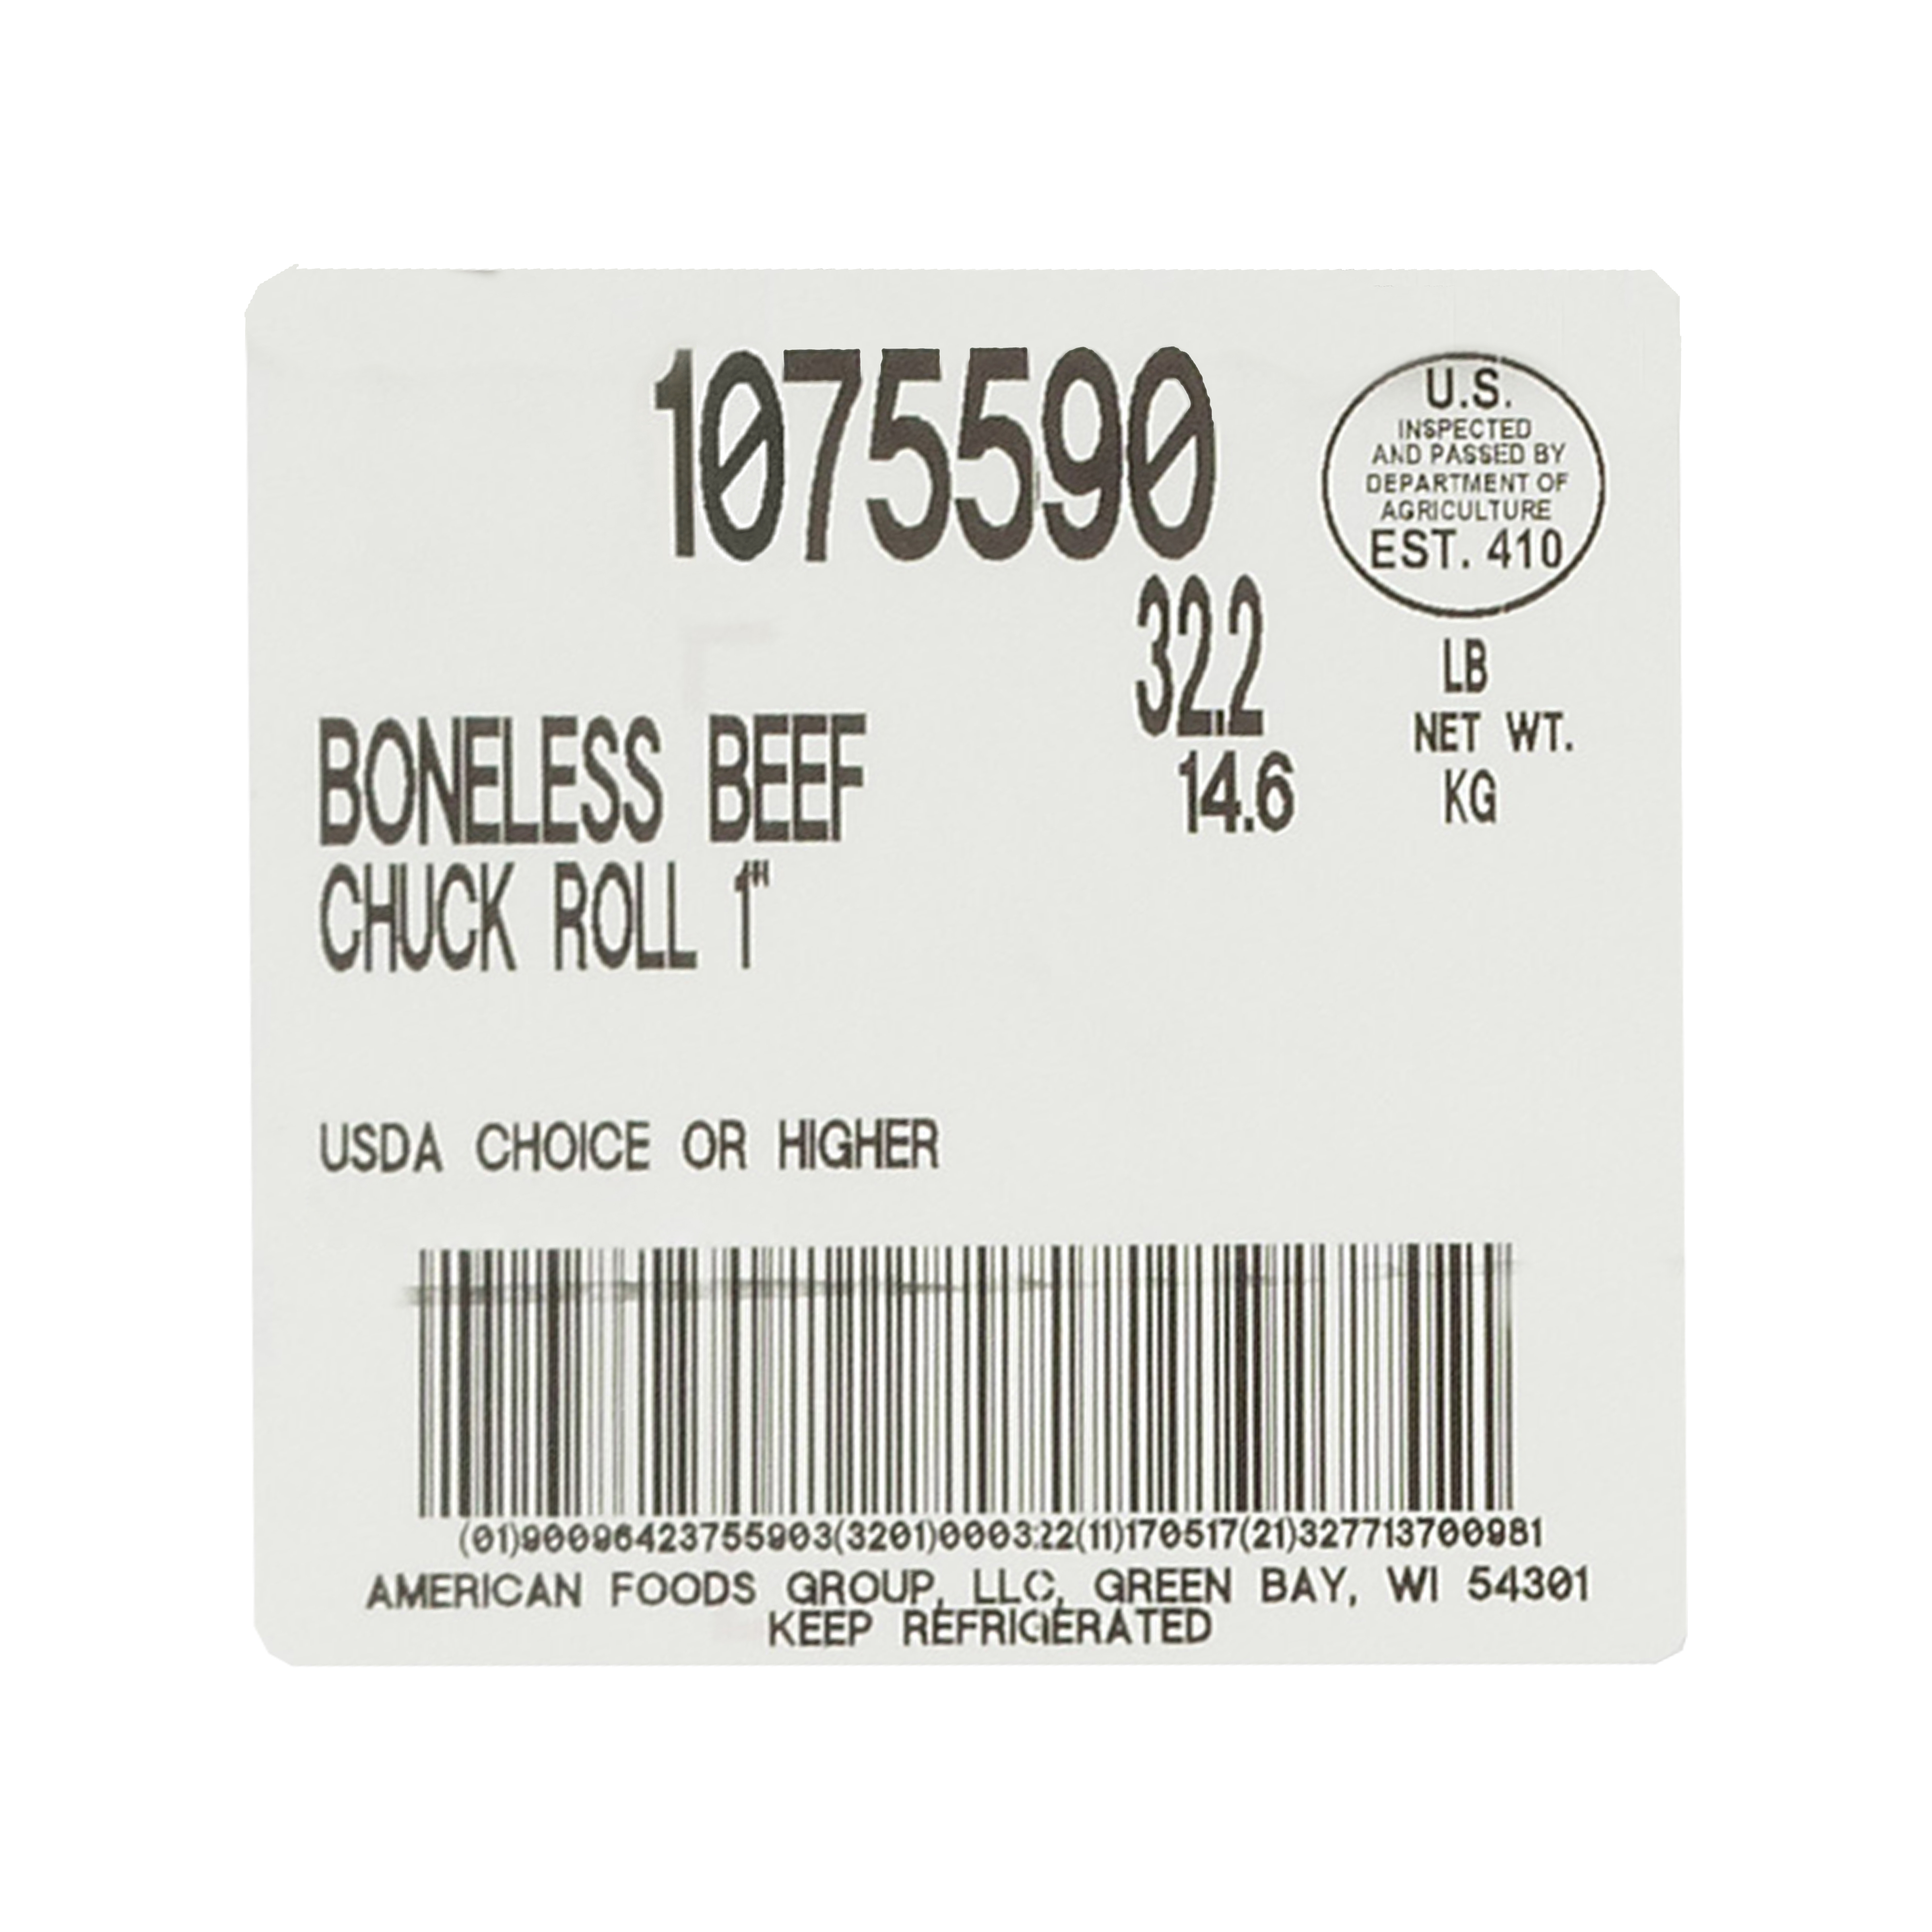 1075590
U.S.
INSPECTED
AND PASSED BY
DEPARTMENT OF
AGRICULTURE
EST. 410
32.2 LB
NET WT.
14.6 KG
BONELESS BEEF
CHUCK ROLL 1"
USDA CHOICE OR HIGHER
(01)90096423755903(3201)000322(11)170517(21)327713700981
AMERICAN FOODS GROUP, LLC, GREEN BAY, WI 54301
KEEP REFRIGERATED